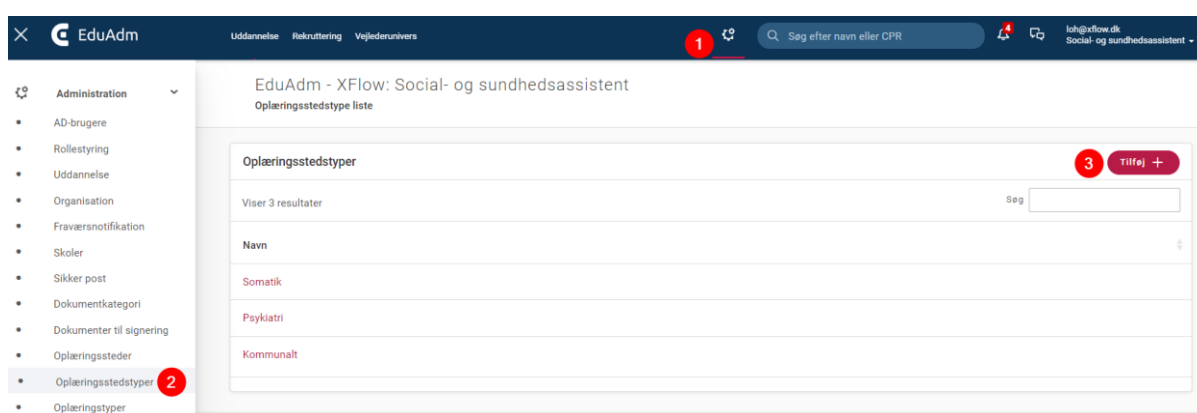 EduAdm
Uddannelse Rekruttering Vejlederunivers
1
Søg efter navn eller CPR
4
loh@xflow.dk
Social- og sundhedsassistent
Administration
AD-brugere
Rollestyring
Uddannelse
Organisation
Fraværsnotifikation
Skoler
Sikker post
Dokumentkategori
Dokumenter til signering
Oplæringssteder
Oplæringsstedstyper 2
Oplæringstyper
EduAdm - XFlow: Social- og sundhedsassistent
Oplæringsstedstype liste
Oplæringsstedstyper
3 Tilføj +
Viser 3 resultater
Søg
Navn
Somatik
Psykiatri
Kommunalt